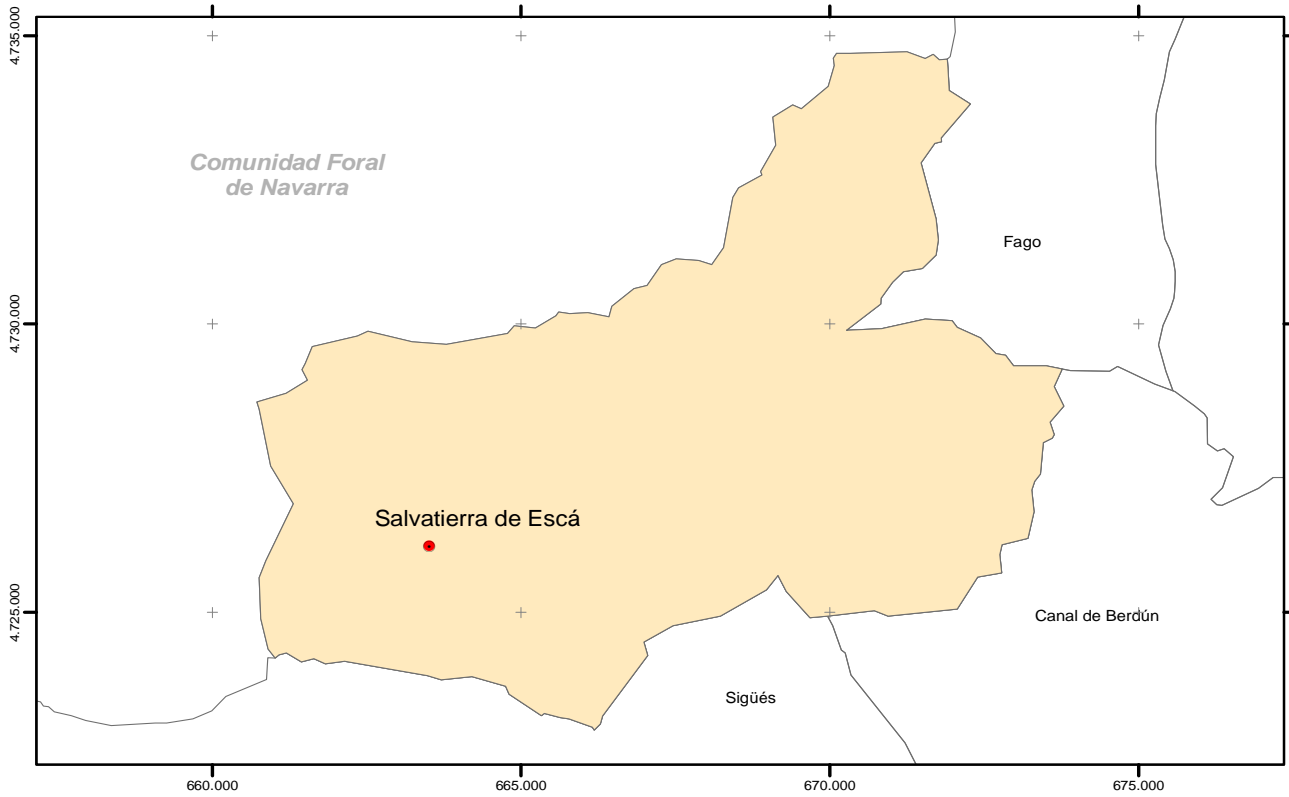 4.735.000
Comunidad Foral
de Navarra
Fago
4.730.000
Salvatierra de Escá
4.725.000
Canal de Berdún
Sigüés
660.000
665.000
670.000
675.000